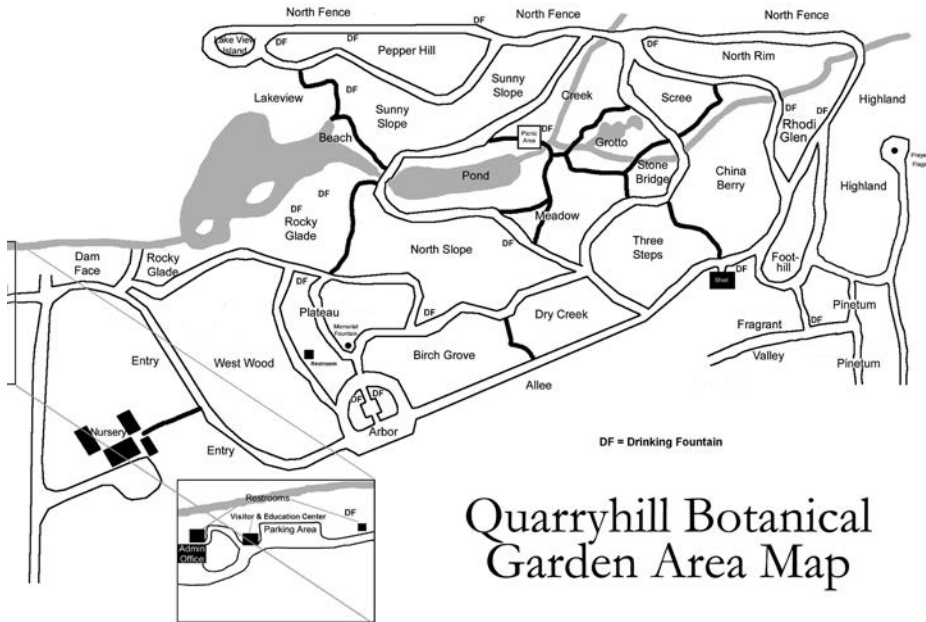 North Fence
North Fence
North Fence
Lake View
Island
DF
DF
DF
Pepper Hill
DF
North Rim
Lakeview
DF
Sunny
Slope
Sunny
Slope
Creek
Scree
DF
DF
Rhodi
Glen
Highland
Beach
Picnic
Area
DF
Grotto
Pond
Stone
Bridge
China
Berry
Highland
Flags
DF
DF
Rocky
Glade
Meadow
DF
North Slope
Three
Steps
Dam
Face
Rocky
Glade
DF
Plateau
Memorial
Fountain
DF
Shed
DF
Foot-
hill
Pinetum
DF
Dry Creek
Fragrant
Valley
Pinetum
Entry
West Wood
Restrooms
Birch Grove
Allee
DF
DF
Arbor
Nursery
Entry
DF = Drinking Fountain
Restrooms
Visitor & Education Center
Parking Area
DF
Admin
Office
Quarryhill Botanical
Garden Area Map